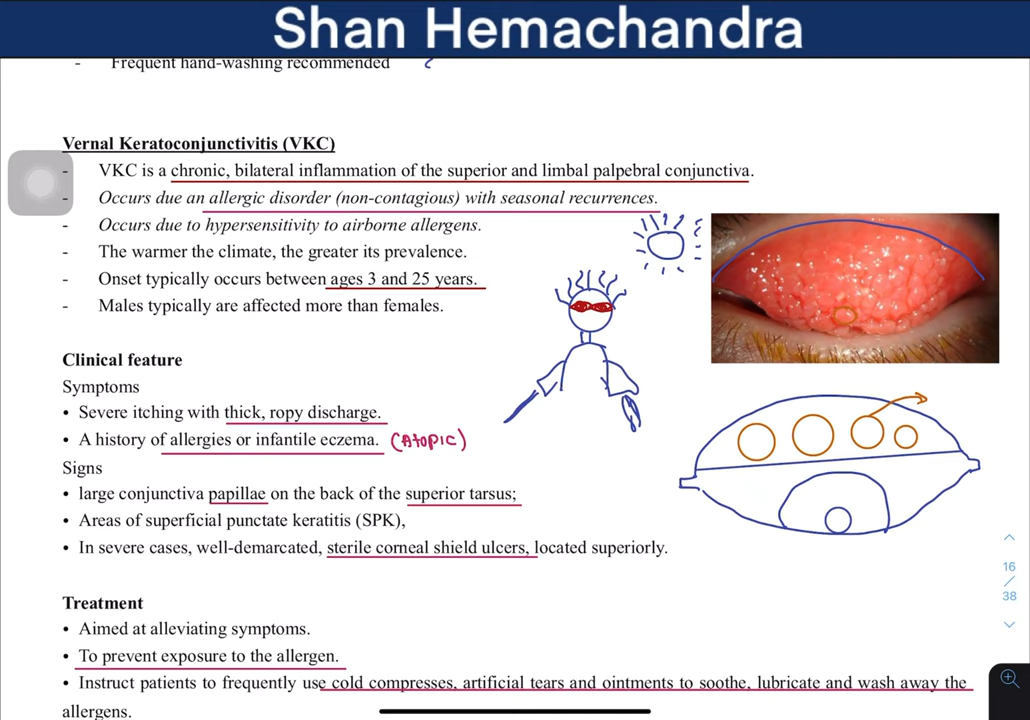 Shan Hemachandra
- Frequent hand-washing recommended
Vernal Keratoconjunctivitis (VKC)
- VKC is a chronic, bilateral inflammation of the superior and limbal palpebral conjunctiva.
- Occurs due an allergic disorder (non-contagious) with seasonal recurrences.
- Occurs due to hypersensitivity to airborne allergens.
- The warmer the climate, the greater its prevalence.
- Onset typically occurs between ages 3 and 25 years.
- Males typically are affected more than females.
Clinical feature
Symptoms
• Severe itching with thick, ropy discharge.
• A history of allergies or infantile eczema. (Atopic)
Signs
• large conjunctiva papillae on the back of the superior tarsus;
• Areas of superficial punctate keratitis (SPK),
• In severe cases, well-demarcated, sterile corneal shield ulcers, located superiorly.
16
/
38
Treatment
• Aimed at alleviating symptoms.
• To prevent exposure to the allergen.
• Instruct patients to frequently use cold compresses, artificial tears and ointments to soothe, lubricate and wash away the
allergens.